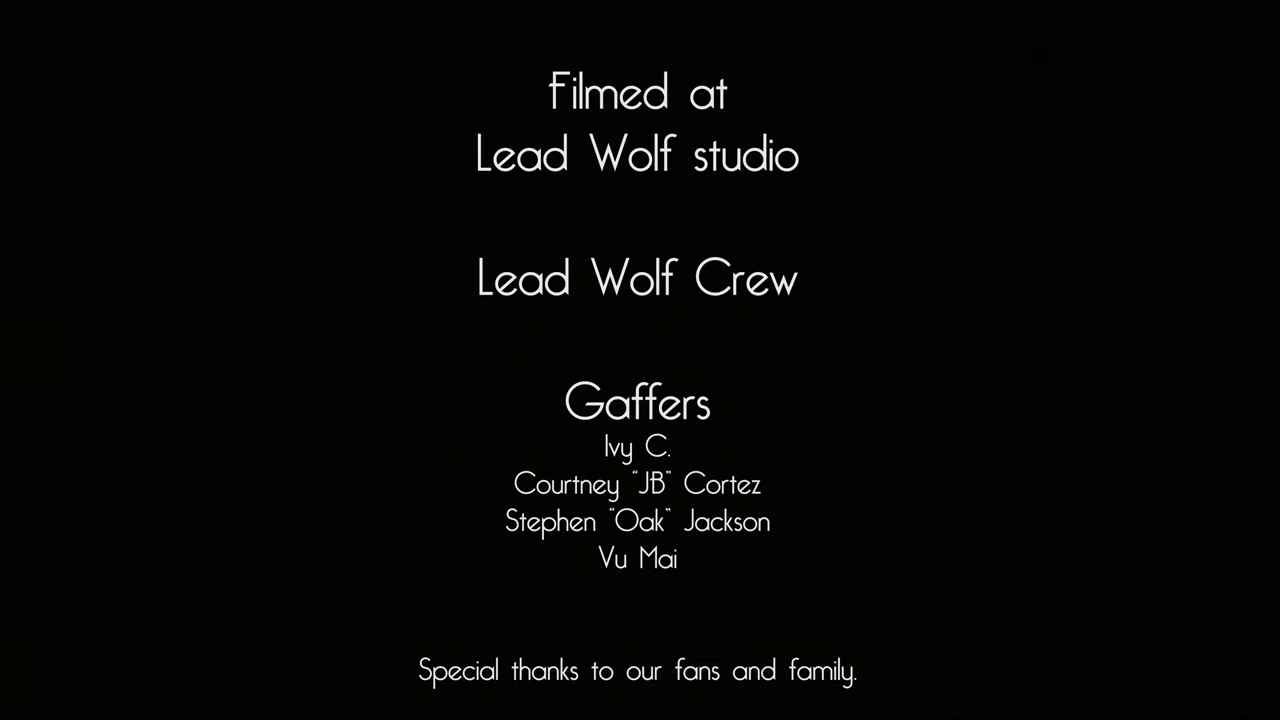 Filmed at
Lead Wolf studio
Lead Wolf Crew
Gaffers
Ivy C.
Courtney "JB" Cortez
Stephen "Oak" Jackson
Vu Mai
Special thanks to our fans and family.